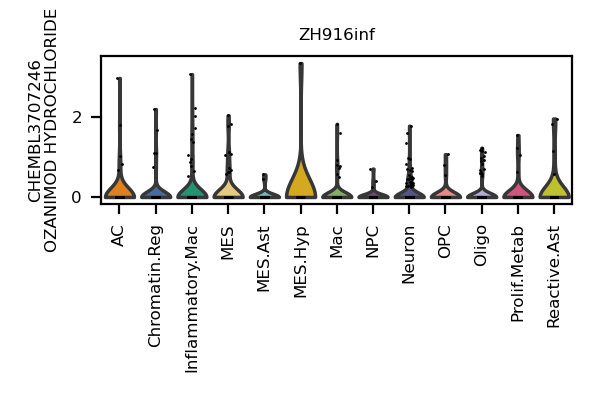 ZH916inf
CHEMBL3707246
OZANIMOD HYDROCHLORIDE
2
0
AC
Chromatin.Reg
Inflammatory.Mac
MES
MES.Ast
MES.Hyp
Mac
NPC
Neuron
OPC
Oligo
Prolif.Metab
Reactive.Ast